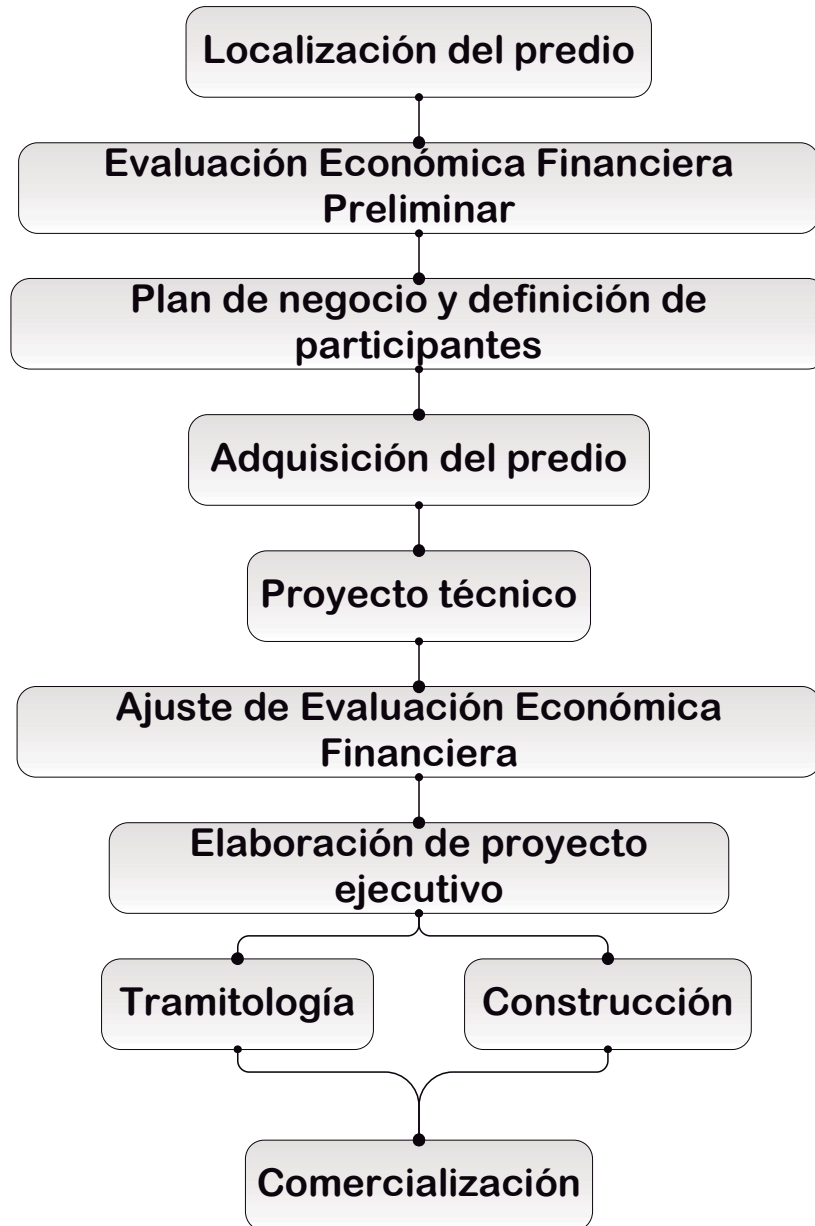 Localización del predio
Evaluación Económica Financiera
Preliminar
Plan de negocio y definición de
participantes
Adquisición del predio
Proyecto técnico
Ajuste de Evaluación Económica
Financiera
Elaboración de proyecto
ejecutivo
Tramitología
Construcción
Comercialización